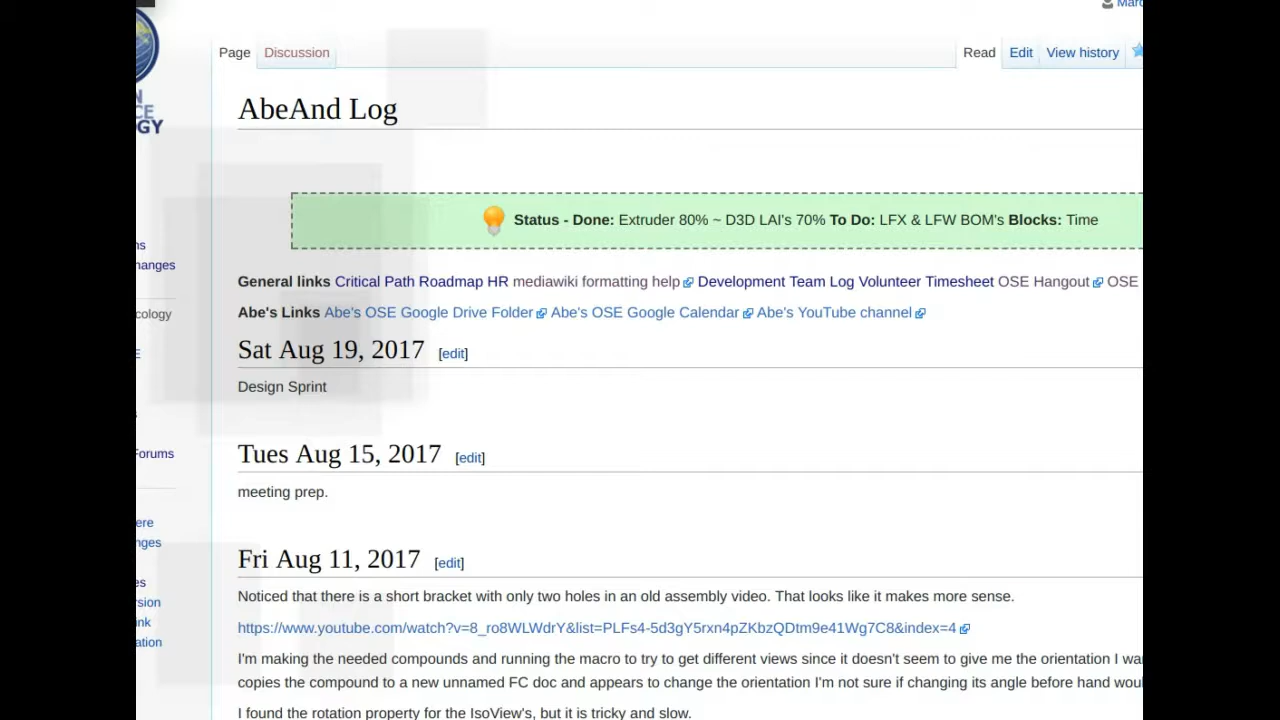 Marc
Page Discussion Read Edit View history
N
CE
GY
AbeAnd Log
Status - Done: Extruder 80% ~ D3D LAI's 70% To Do: LFX & LFW BOM's Blocks: Time
ns
hanges
General links Critical Path Roadmap HR mediawiki formatting help Development Team Log Volunteer Timesheet OSE Hangout OSE
cology
Abe's Links Abe's OSE Google Drive Folder Abe's OSE Google Calendar Abe's YouTube channel
E
Sat Aug 19, 2017 [edit]
Design Sprint
s
Forums
Tues Aug 15, 2017 [edit]
meeting prep.
ere
nges
Fri Aug 11, 2017 [edit]
es
Noticed that there is a short bracket with only two holes in an old assembly video. That looks like it makes more sense.
rsion
ink
https://www.youtube.com/watch?v=8_ro8WLWdrY&list=PLFs4-5d3gY5rxn4pZKbzQDtm9e41Wg7C8&index=4
ation
I'm making the needed compounds and running the macro to try to get different views since it doesn't seem to give me the orientation I wa
copies the compound to a new unnamed FC doc and appears to change the orientation I'm not sure if changing its angle before hand woul
I found the rotation property for the IsoView's, but it is tricky and slow.